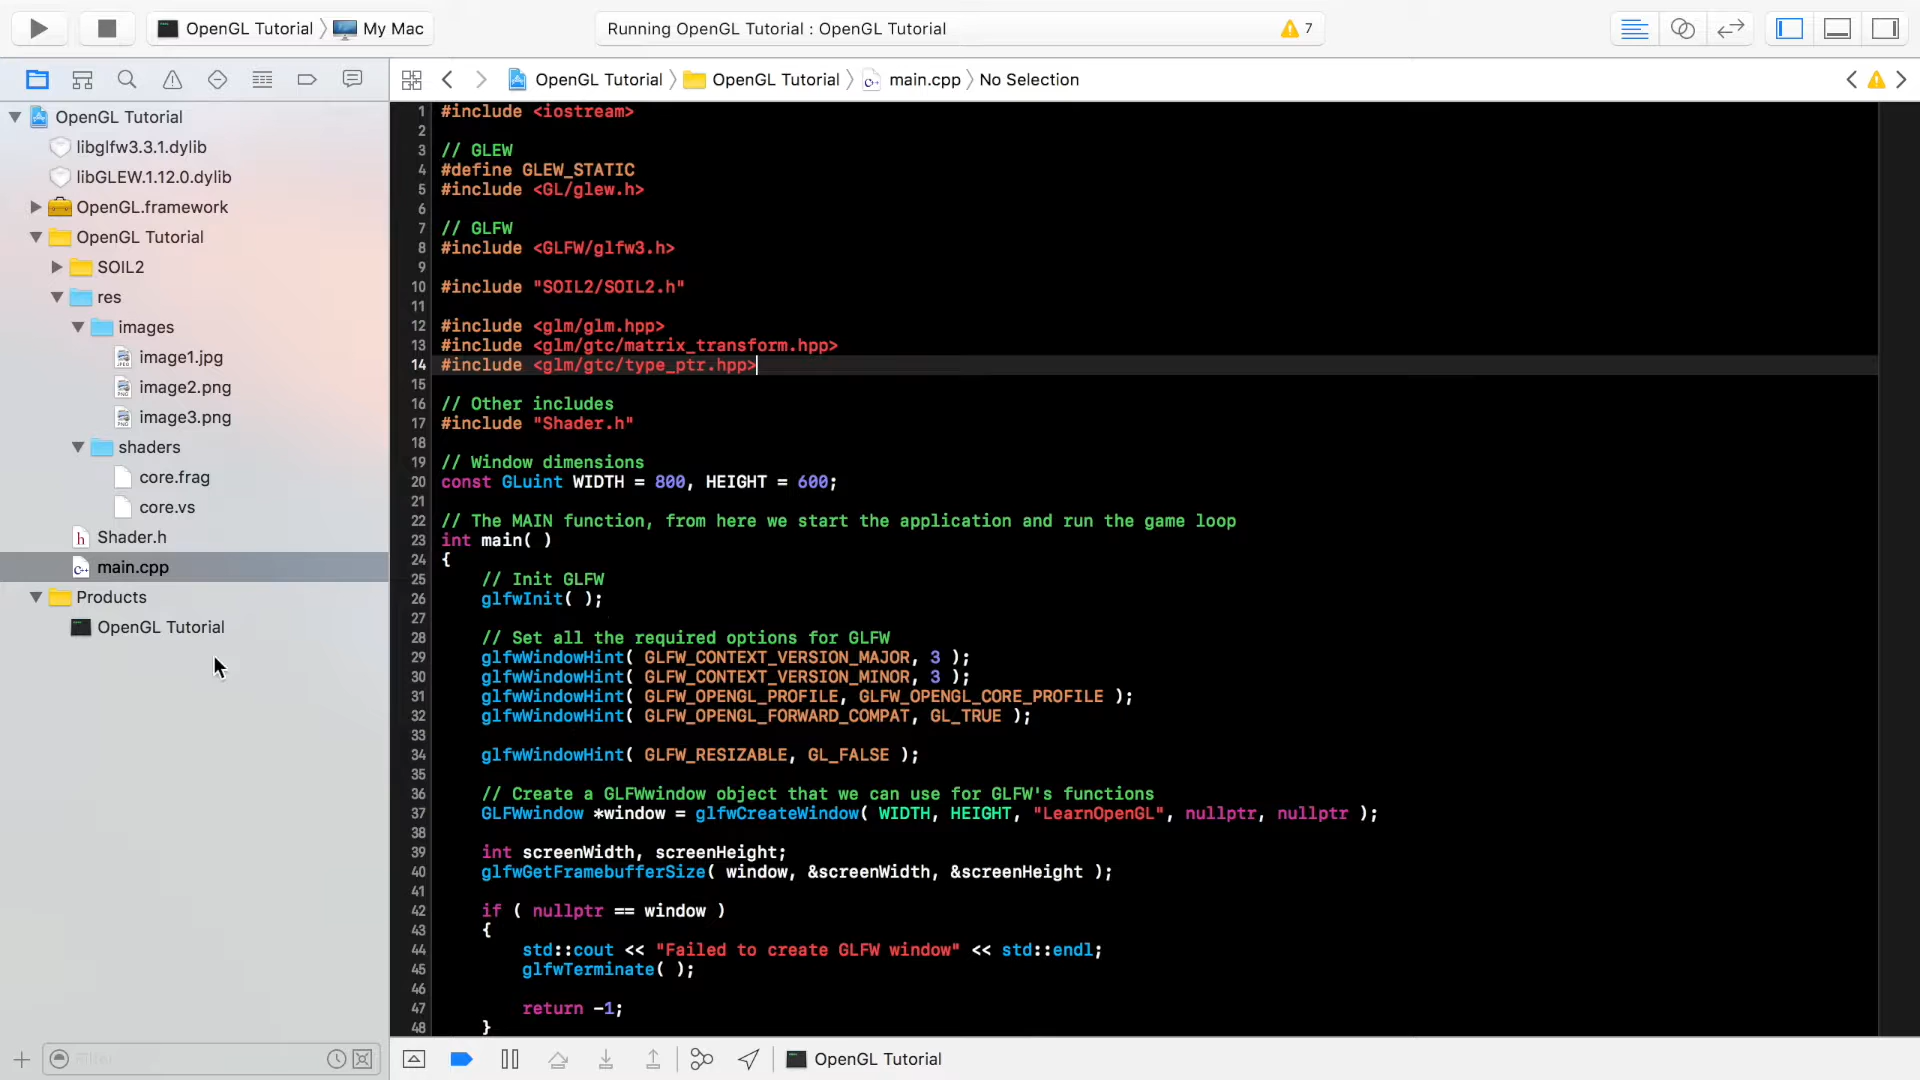 OpenGL Tutorial My Mac
Running OpenGL Tutorial : OpenGL Tutorial
7
OpenGL Tutorial OpenGL Tutorial main.cpp No Selection
OpenGL Tutorial
libglfw3.3.1.dylib
libGLEW.1.12.0.dylib
OpenGL.framework
OpenGL Tutorial
SOIL2
res
images
image1.jpg
image2.png
image3.png
shaders
core.frag
core.vs
Shader.h
main.cpp
Products
OpenGL Tutorial
Filter
1 #include <iostream>
2
3 // GLEW
4 #define GLEW_STATIC
5 #include <GL/glew.h>
6
7 // GLFW
8 #include <GLFW/glfw3.h>
9
10 #include "SOIL2/SOIL2.h"
11
12 #include <glm/glm.hpp>
13 #include <glm/gtc/matrix_transform.hpp>
14 #include <glm/gtc/type_ptr.hpp>
15
16 // Other includes
17 #include "Shader.h"
18
19 // Window dimensions
20 const GLuint WIDTH = 800, HEIGHT = 600;
21
22 // The MAIN function, from here we start the application and run the game loop
23 int main( )
24 {
25 // Init GLFW
26 glfwInit( );
27
28 // Set all the required options for GLFW
29 glfwWindowHint( GLFW_CONTEXT_VERSION_MAJOR, 3 );
30 glfwWindowHint( GLFW_CONTEXT_VERSION_MINOR, 3 );
31 glfwWindowHint( GLFW_OPENGL_PROFILE, GLFW_OPENGL_CORE_PROFILE );
32 glfwWindowHint( GLFW_OPENGL_FORWARD_COMPAT, GL_TRUE );
33
34 glfwWindowHint( GLFW_RESIZABLE, GL_FALSE );
35
36 // Create a GLFWwindow object that we can use for GLFW's functions
37 GLFWwindow *window = glfwCreateWindow( WIDTH, HEIGHT, "LearnOpenGL", nullptr, nullptr );
38
39 int screenWidth, screenHeight;
40 glfwGetFramebufferSize( window, &screenWidth, &screenHeight );
41
42 if ( nullptr == window )
43 {
44 std::cout << "Failed to create GLFW window" << std::endl;
45 glfwTerminate( );
46
47 return -1;
48 }
OpenGL Tutorial